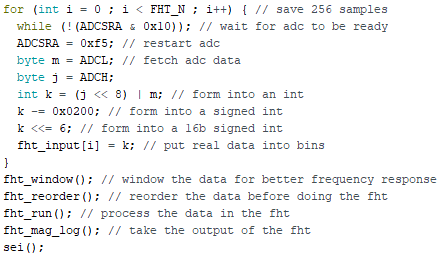 for (int i = 0 ; i < FHT_N ; i++) { // save 256 samples
while (!(ADCSRA & 0x10)); // wait for adc to be ready
ADCSRA = 0xf5; // restart adc
byte m = ADCL; // fetch adc data
byte j = ADCH;
int k = (j << 8) | m; // form into an int
k -= 0x0200; // form into a signed int
k <<= 6; // form into a 16b signed int
fht_input[i] = k; // put real data into bins
}
fht_window(); // window the data for better frequency response
fht_reorder(); // reorder the data before doing the fht
fht_run(); // process the data in the fht
fht_mag_log(); // take the output of the fht
sei();